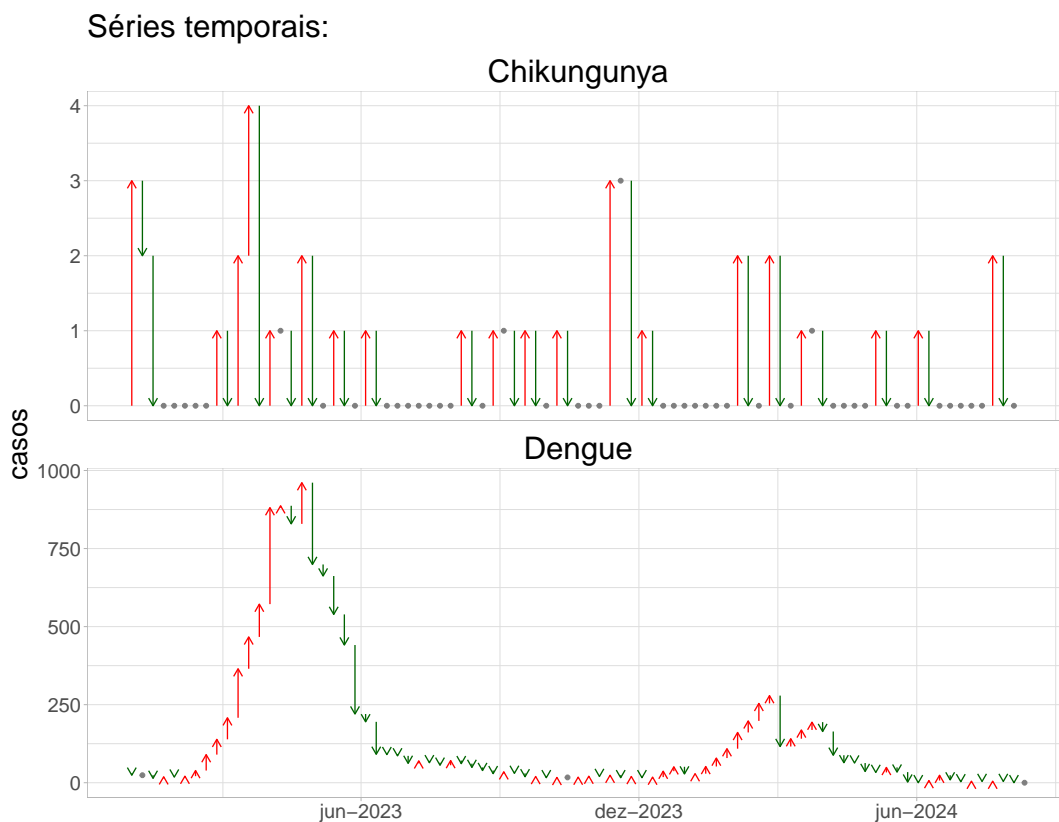 Séries temporais:
Chikungunya
4
3
2
1
0
casos
Dengue
1000
750
500
250
0
jun–2023
dez–2023
jun–2024